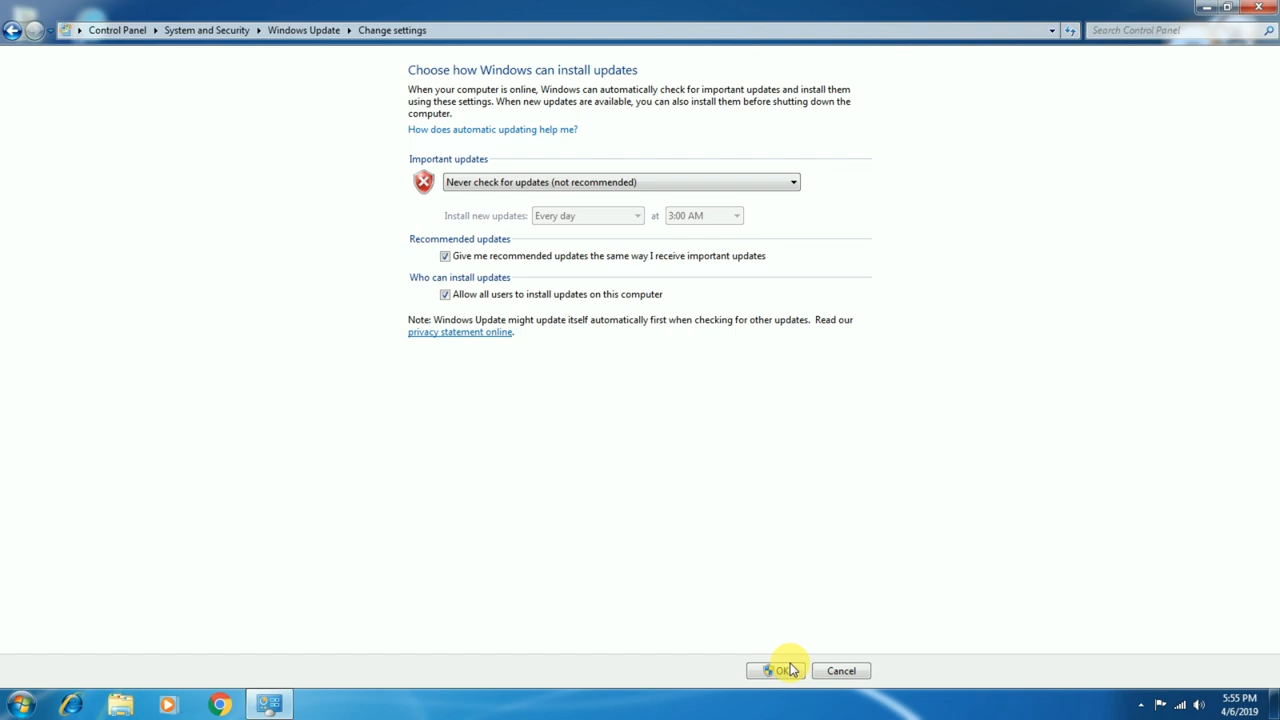 Control Panel
System and Security
Windows Update
Change settings
Search Control Panel
Choose how Windows can install updates
When your computer is online, Windows can automatically check for important updates and install them
using these settings. When new updates are available, you can also install them before shutting down the
computer.
How does automatic updating help me?
Important updates
Never check for updates (not recommended)
Install new updates: Every day at 3:00 AM
Recommended updates
Give me recommended updates the same way I receive important updates
Who can install updates
Allow all users to install updates on this computer
Note: Windows Update might update itself automatically first when checking for other updates. Read our
privacy statement online.
OK
Cancel
5:55 PM
4/6/2019